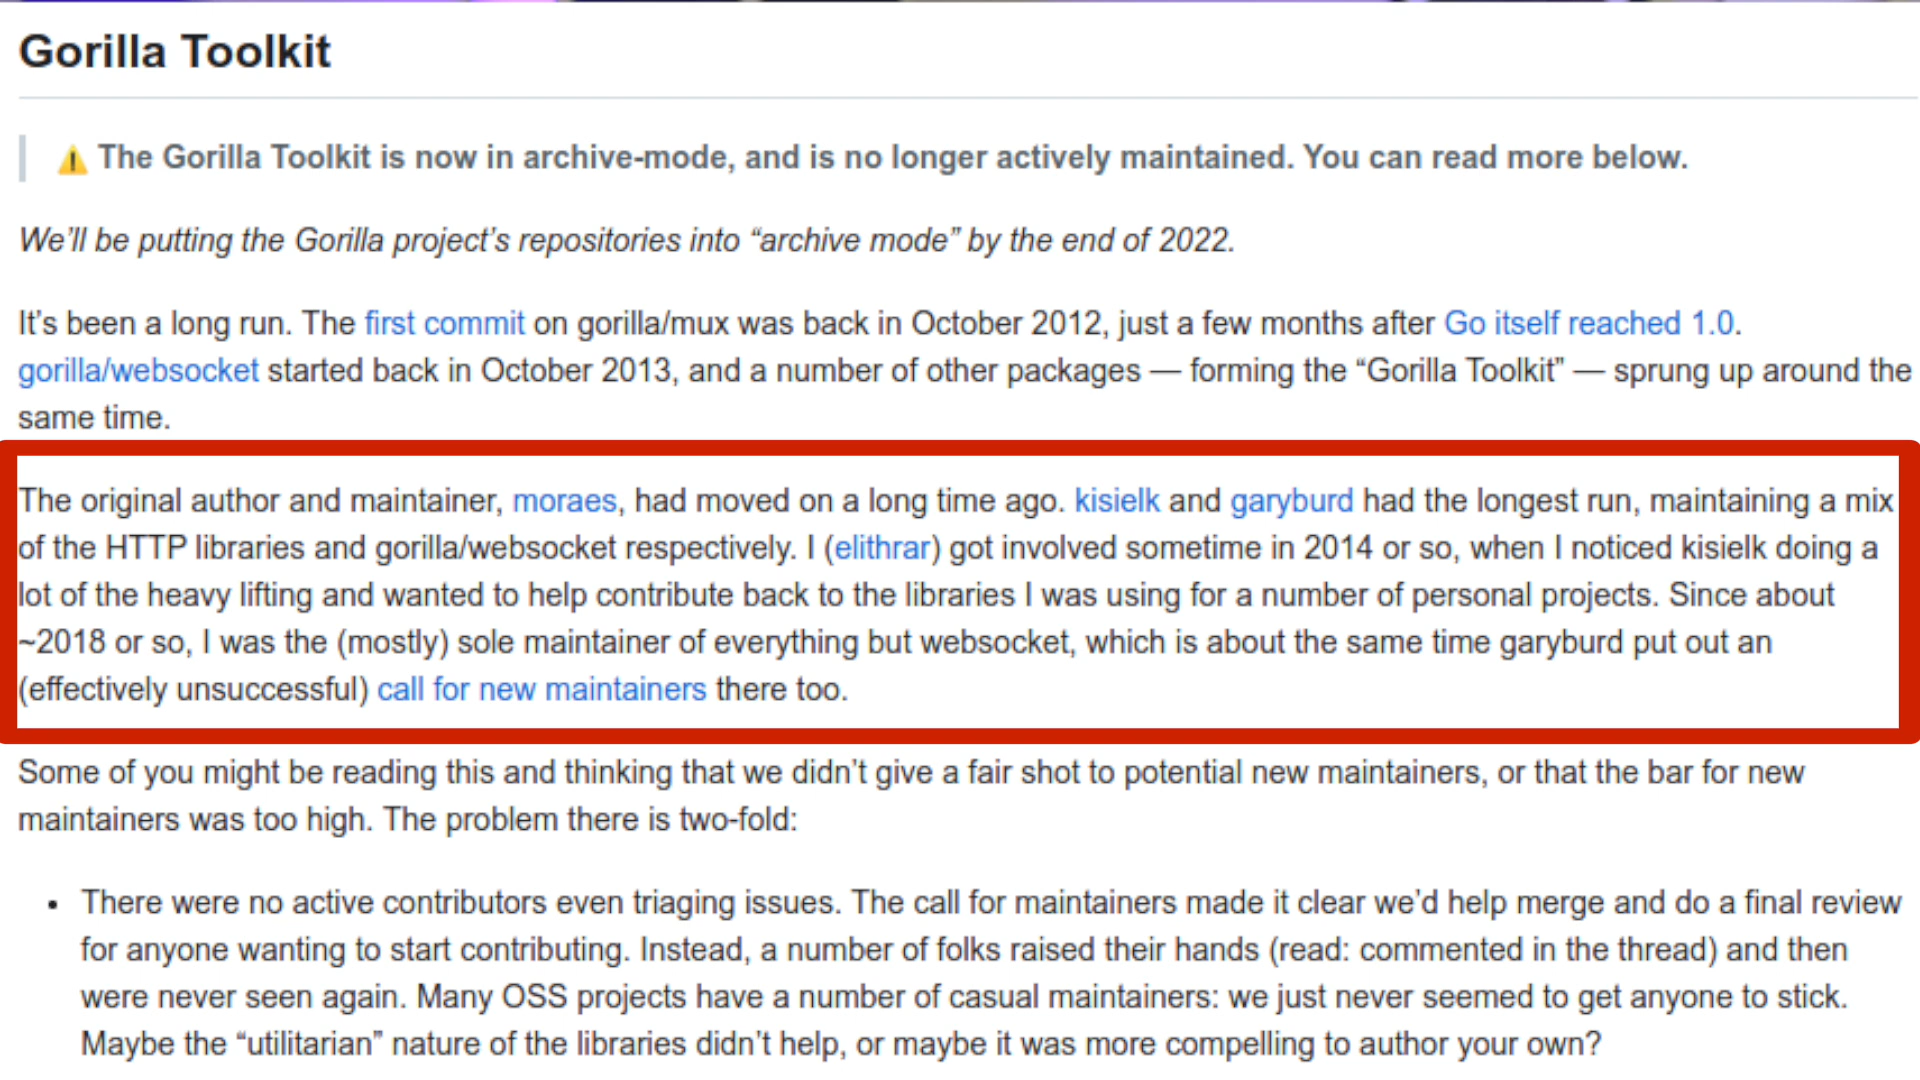 Gorilla Toolkit
⚠️ The Gorilla Toolkit is now in archive-mode, and is no longer actively maintained. You can read more below.
We’ll be putting the Gorilla project’s repositories into “archive mode” by the end of 2022.
It’s been a long run. The first commit on gorilla/mux was back in October 2012, just a few months after Go itself reached 1.0.
gorilla/websocket started back in October 2013, and a number of other packages — forming the “Gorilla Toolkit” — sprung up around the
same time.
The original author and maintainer, moraes, had moved on a long time ago. kisielk and garyburd had the longest run, maintaining a mix
of the HTTP libraries and gorilla/websocket respectively. I (elithrar) got involved sometime in 2014 or so, when I noticed kisielk doing a
lot of the heavy lifting and wanted to help contribute back to the libraries I was using for a number of personal projects. Since about
~2018 or so, I was the (mostly) sole maintainer of everything but websocket, which is about the same time garyburd put out an
(effectively unsuccessful) call for new maintainers there too.
Some of you might be reading this and thinking that we didn’t give a fair shot to potential new maintainers, or that the bar for new
maintainers was too high. The problem there is two-fold:
• There were no active contributors even triaging issues. The call for maintainers made it clear we’d help merge and do a final review
for anyone wanting to start contributing. Instead, a number of folks raised their hands (read: commented in the thread) and then
were never seen again. Many OSS projects have a number of casual maintainers: we just never seemed to get anyone to stick.
Maybe the “utilitarian” nature of the libraries didn’t help, or maybe it was more compelling to author your own?